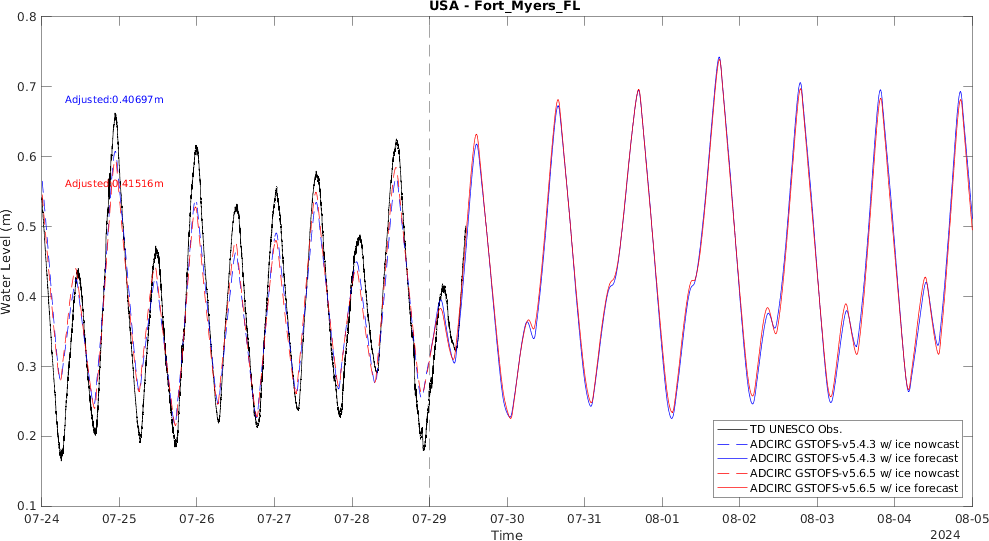 USA - Fort_Myers_FL
0.8
0.7
0.6
0.5
0.4
0.3
0.2
0.1
Water Level (m)
Adjusted:0.40697m
Adjusted:0.41516m
TD UNESCO Obs.
ADCIRC GSTOFS-v5.4.3 w/ ice nowcast
ADCIRC GSTOFS-v5.4.3 w/ ice forecast
ADCIRC GSTOFS-v5.6.5 w/ ice nowcast
ADCIRC GSTOFS-v5.6.5 w/ ice forecast
07-24 07-25 07-26 07-27 07-28 07-29 07-30 07-31 08-01 08-02 08-03 08-04 08-05
Time
2024